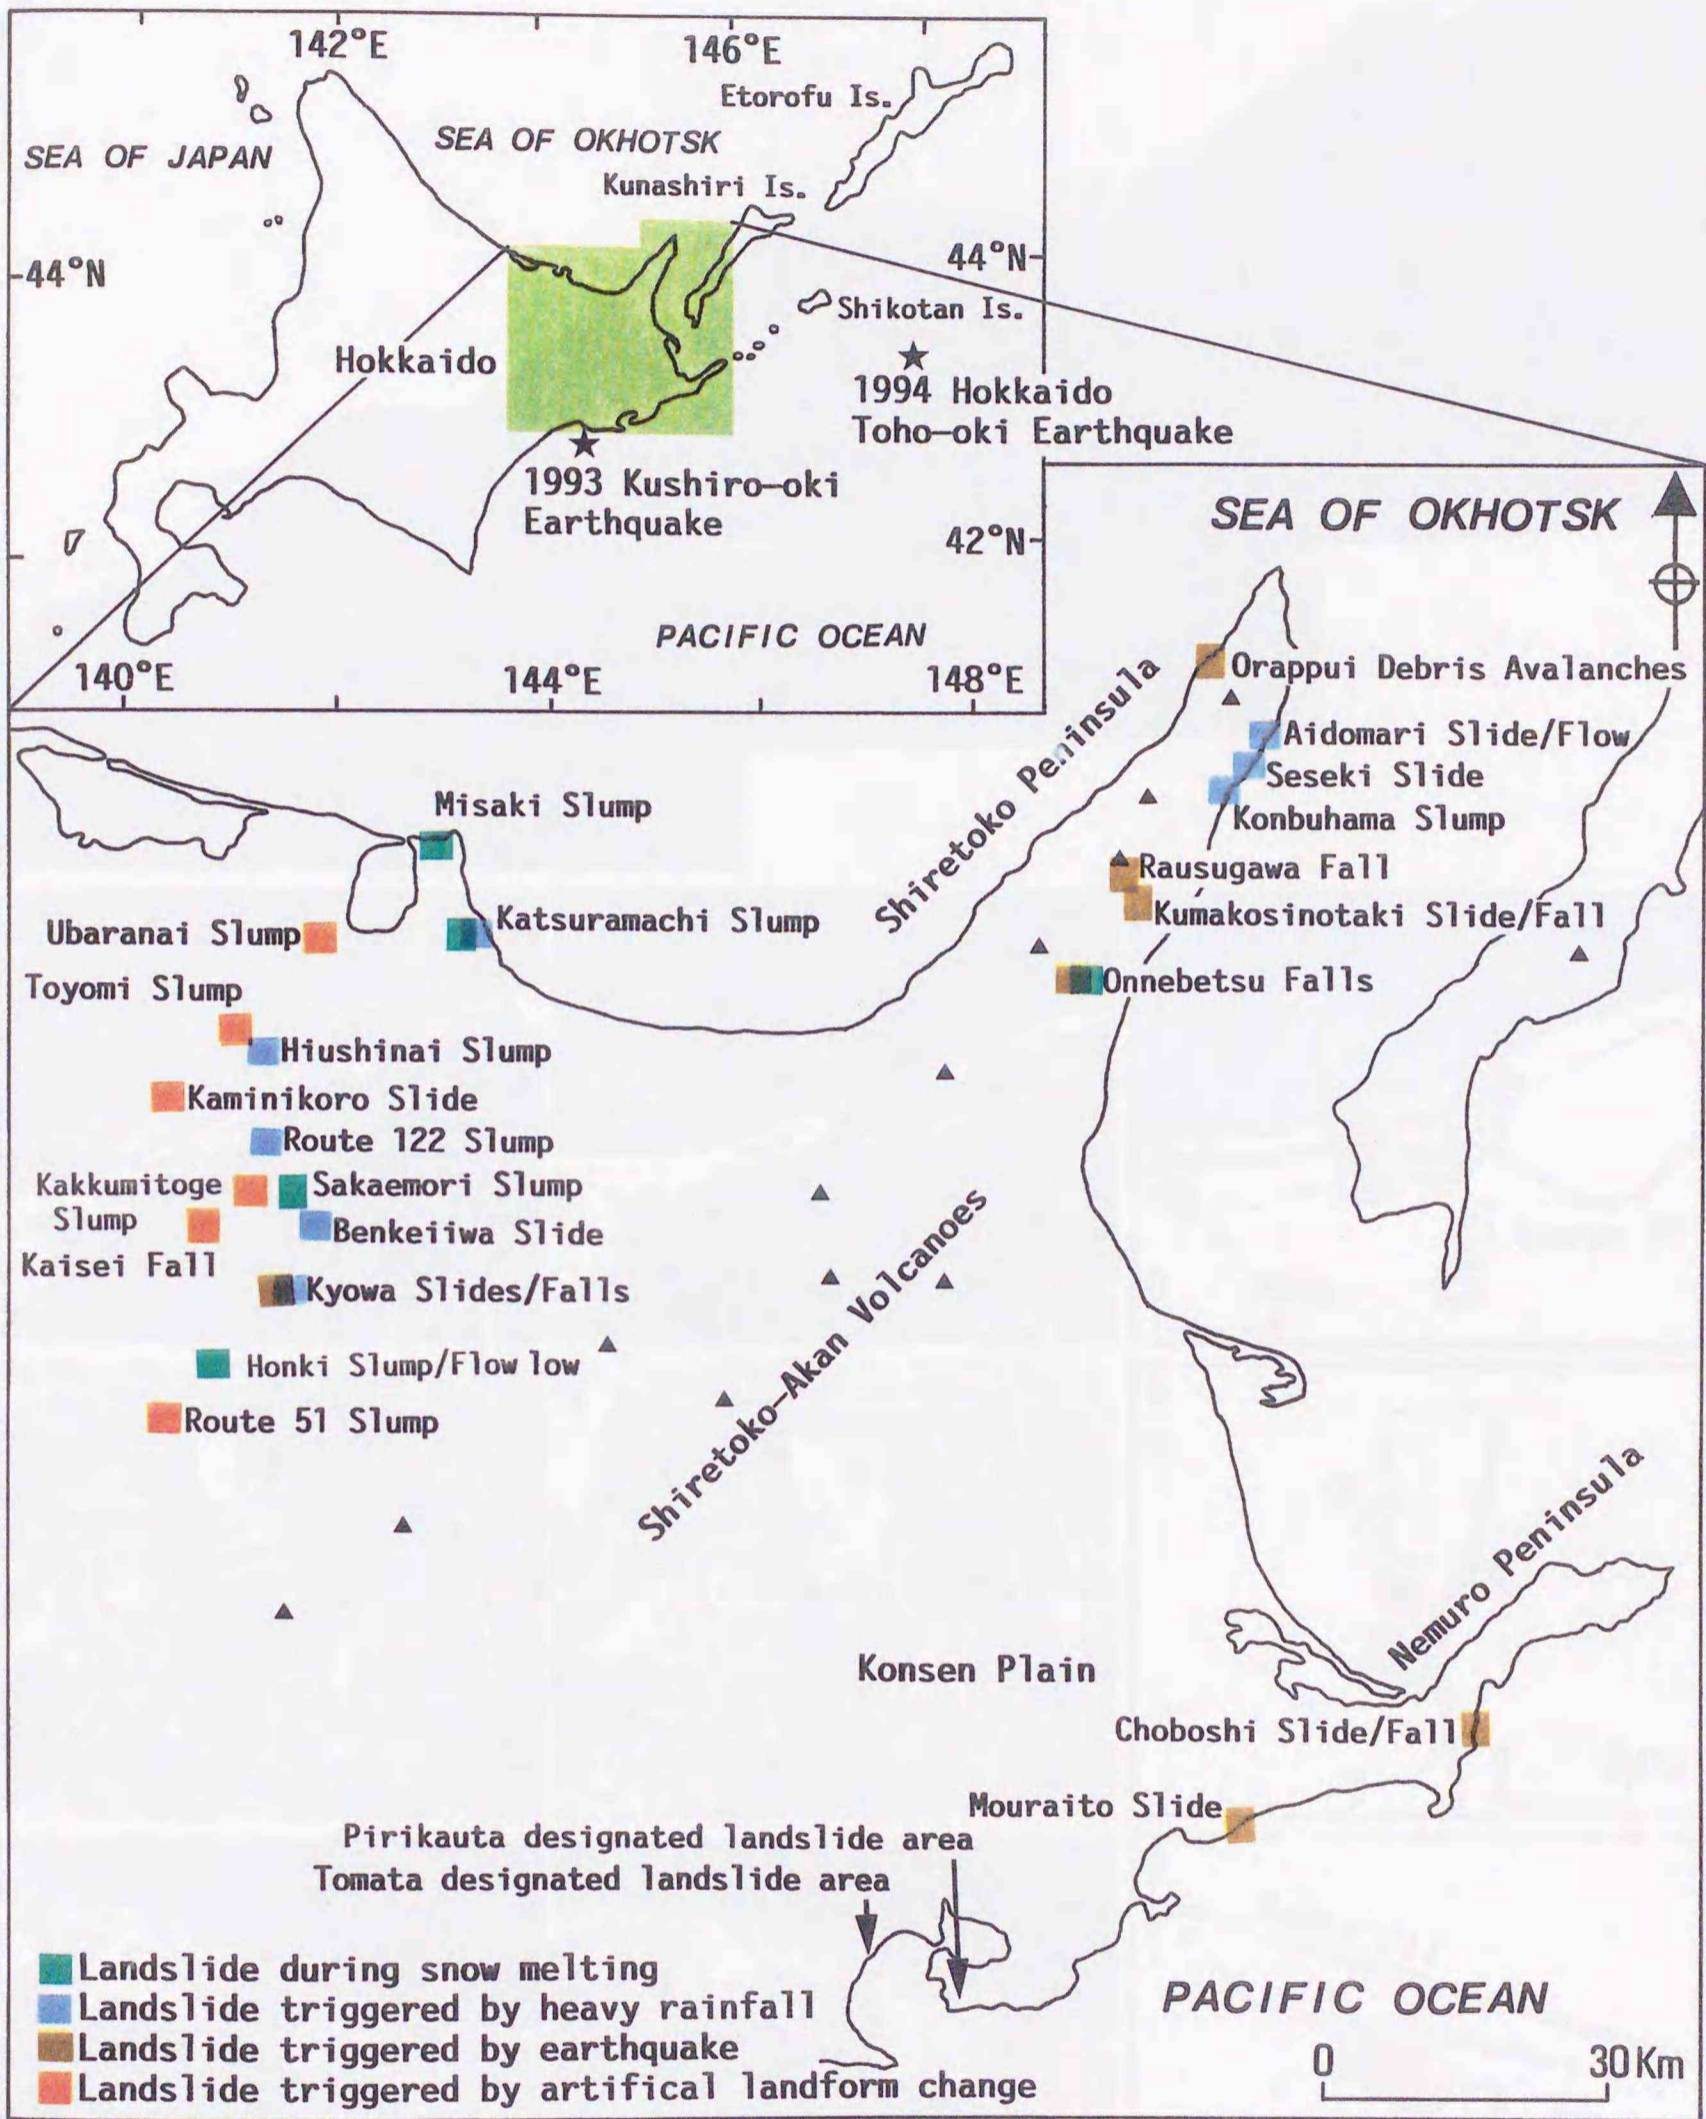 142°E
146°E
Etorofu Is.
SEA OF JAPAN
SEA OF OKHOTSK
Kunashiri Is.
44°N
44°N
Shikotan Is.
Hokkaido
1994 Hokkaido
Toho-oki Earthquake
1993 Kushiro-oki
Earthquake
42°N
PACIFIC OCEAN
140°E
144°E
148°E
SEA OF OKHOTSK
Orappui Debris Avalanches
Shiretoko Peninsula
Aidomari Slide/Flow
Seseki Slide
Konbuhama Slump
Misaki Slump
Rausugawa Fall
Kumakosinotaki Slide/Fall
Katsuramachi Slump
Ubaranai Slump
Onnebetsu Falls
Toyomi Slump
Hiushinai Slump
Kaminikoro Slide
Route 122 Slump
Kakkumitoge
Slump
Sakaemori Slump
Benkeiiwa Slide
Kaisei Fall
Kyowa Slides/Falls
Honki Slump/Flow low
Route 51 Slump
Shiretoko-Akan Volcanoes
Nemuro Peninsula
Konsen Plain
Choboshi Slide/Fall
Mouraito Slide
Pirikauta designated landslide area
Tomata designated landslide area
Landslide during snow melting
Landslide triggered by heavy rainfall
Landslide triggered by earthquake
Landslide triggered by artifical landform change
PACIFIC OCEAN
0 30Km